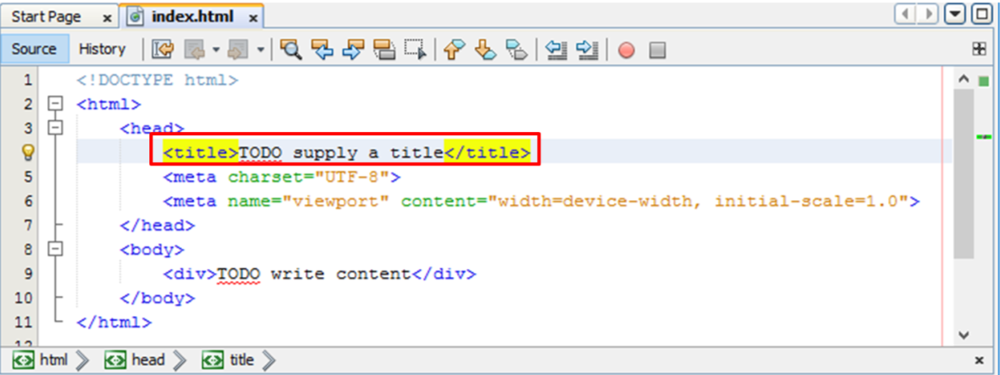 Start Page x index.html x
Source History
1 <!DOCTYPE html>
2 <html>
3 <head>
<title>TODO supply a title</title>
5 <meta charset="UTF-8">
6 <meta name="viewport" content="width=device-width, initial-scale=1.0">
7 </head>
8 <body>
9 <div>TODO write content</div>
10 </body>
11 </html>
12
html head title x